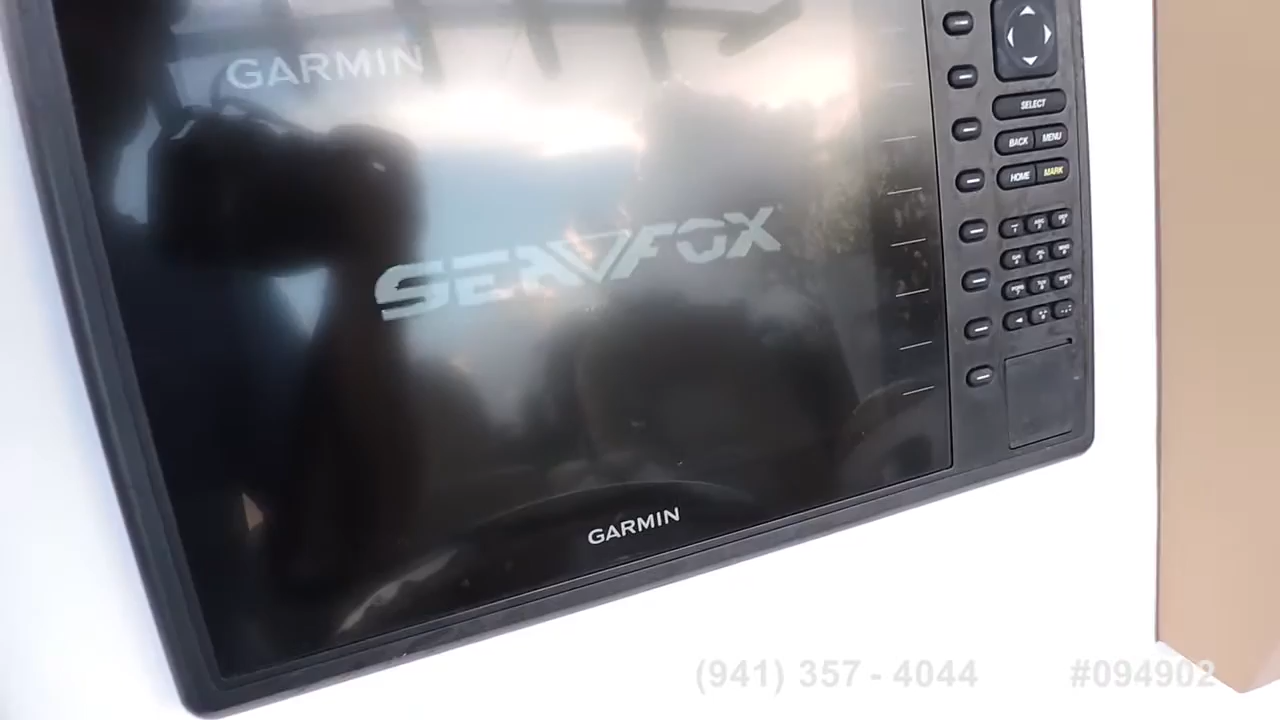 GARMIN
SEAFOX
SELECT
BACK MENU
HOME MARK
GARMIN
(941) 357 - 4044 #094902